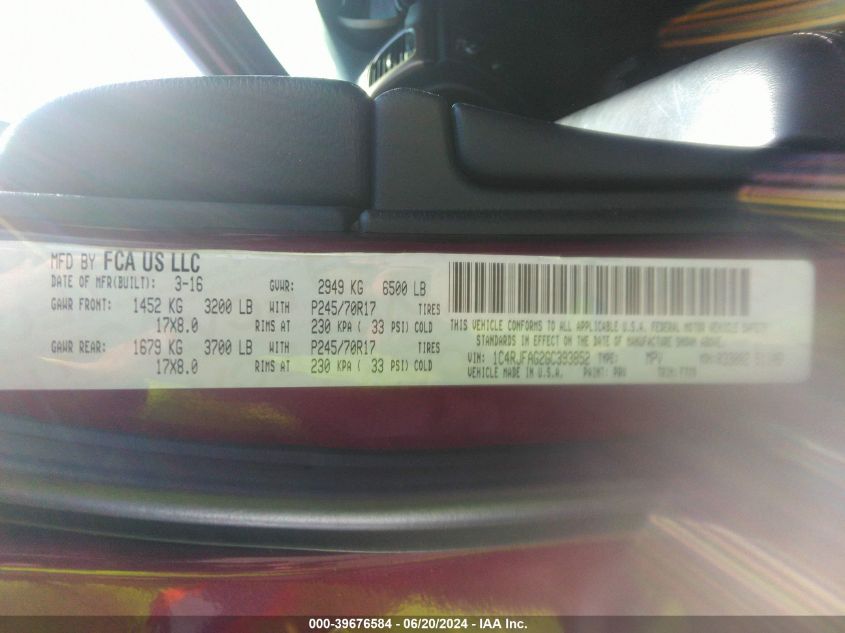 MFD BY FCA US LLC
DATE OF MFR(BUILT): 3-16 GVWR: 2949 KG 6500 LB
GAWR FRONT: 1452 KG 3200 LB WITH P245/70R17 TIRES
17X8.0 RIMS AT 230 KPA ( 33 PSI) COLD
GAWR REAR: 1679 KG 3700 LB WITH P245/70R17 TIRES
17X8.0 RIMS AT 230 KPA ( 33 PSI) COLD
THIS VEHICLE CONFORMS TO ALL APPLICABLE U.S.A. FEDERAL MOTOR VEHICLE SAFETY
STANDARDS IN EFFECT ON THE DATE OF MANUFACTURE SHOWN ABOVE.
VIN: 1C4RJFAG2GC393052 TYPE: MPV
VEHICLE MADE IN U.S.A. PAINT: TRIM:
000-39676584 / 06/20/2024 / IAA Inc.